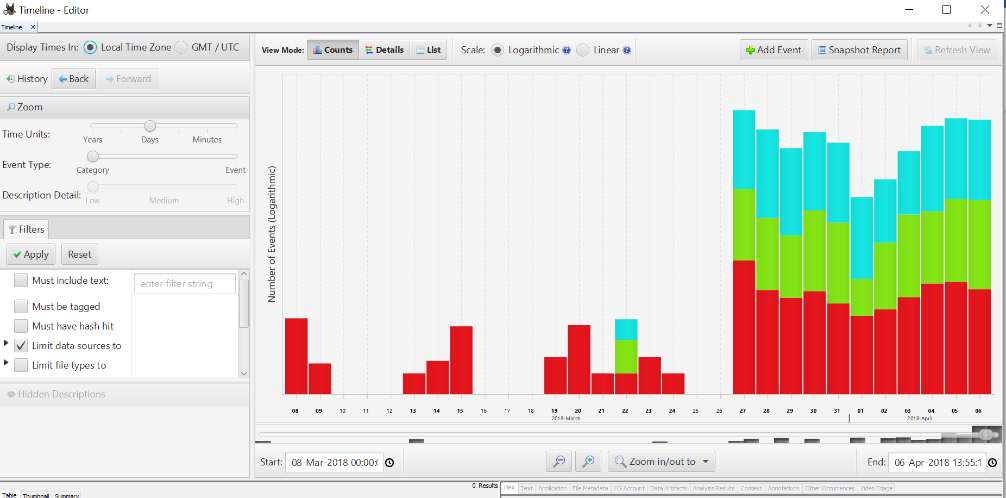 Timeline - Editor
Timeline
Display Times In: Local Time Zone GMT / UTC
View Mode: Counts Details List Scale: Logarithmic Linear Add Event Snapshot Report Refresh View
History Back Forward
Zoom
Time Units:
Years Days Minutes
Event Type:
Category Event
Description Detail:
Low Medium High
Filters
Apply Reset
Must include text: enter filter string
Must be tagged
Must have hash hit
Limit data sources to
Limit file types to
Hidden Descriptions
Number of Events (Logarithmic)
08 09 10 11 12 13 14 15 16 17 18 19 20 21 22 23 24 25 26 27 28 29 30 31 01 02 03 04 05 06
2018-March 2018-April
Start: 08-Mar-2018 00:00: Zoom in/out to End: 06-Apr-2018 13:55:1
0 Results
Table Thumbnail Summary
Hex Text Application File Metadata OS Account Data Artifacts Analysis Results Context Annotations Other Occurrences Video Triage